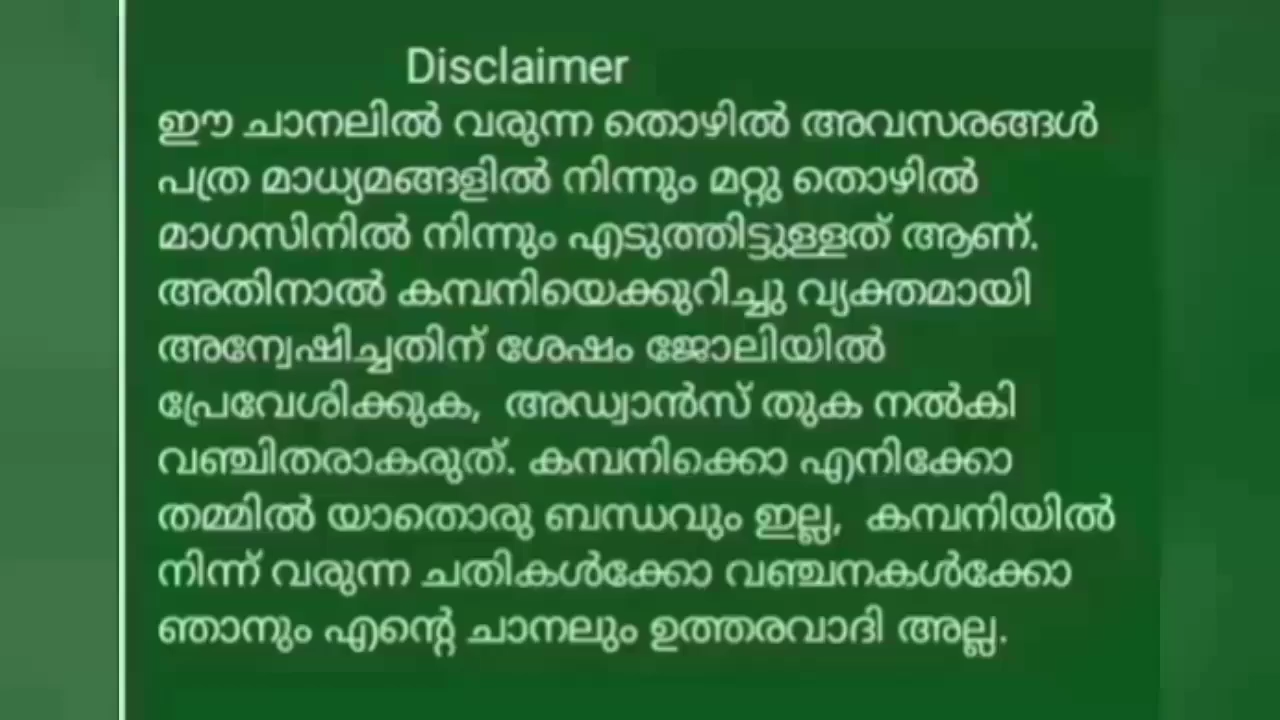 Disclaimer
ഈ ചാനലിൽ വരുന്ന തൊഴിൽ അവസരങ്ങൾ
പത്ര മാധ്യമങ്ങളിൽ നിന്നും മറ്റു തൊഴിൽ
മാഗസിനിൽ നിന്നും എടുത്തിട്ടുള്ളത് ആണ്.
അതിനാൽ കമ്പനിയെക്കുറിച്ചു വ്യക്തമായി
അന്വേഷിച്ചതിന് ശേഷം ജോലിയിൽ
പ്രേവേശിക്കുക, അഡ്വാൻസ് തുക നൽകി
വഞ്ചിതരാകരുത്. കമ്പനിക്കൊ എനിക്കോ
തമ്മിൽ യാതൊരു ബന്ധവും ഇല്ല, കമ്പനിയിൽ
നിന്ന് വരുന്ന ചതികൾക്കോ വഞ്ചനകൾക്കോ
ഞാനും എന്റെ ചാനലും ഉത്തരവാദി അല്ല.